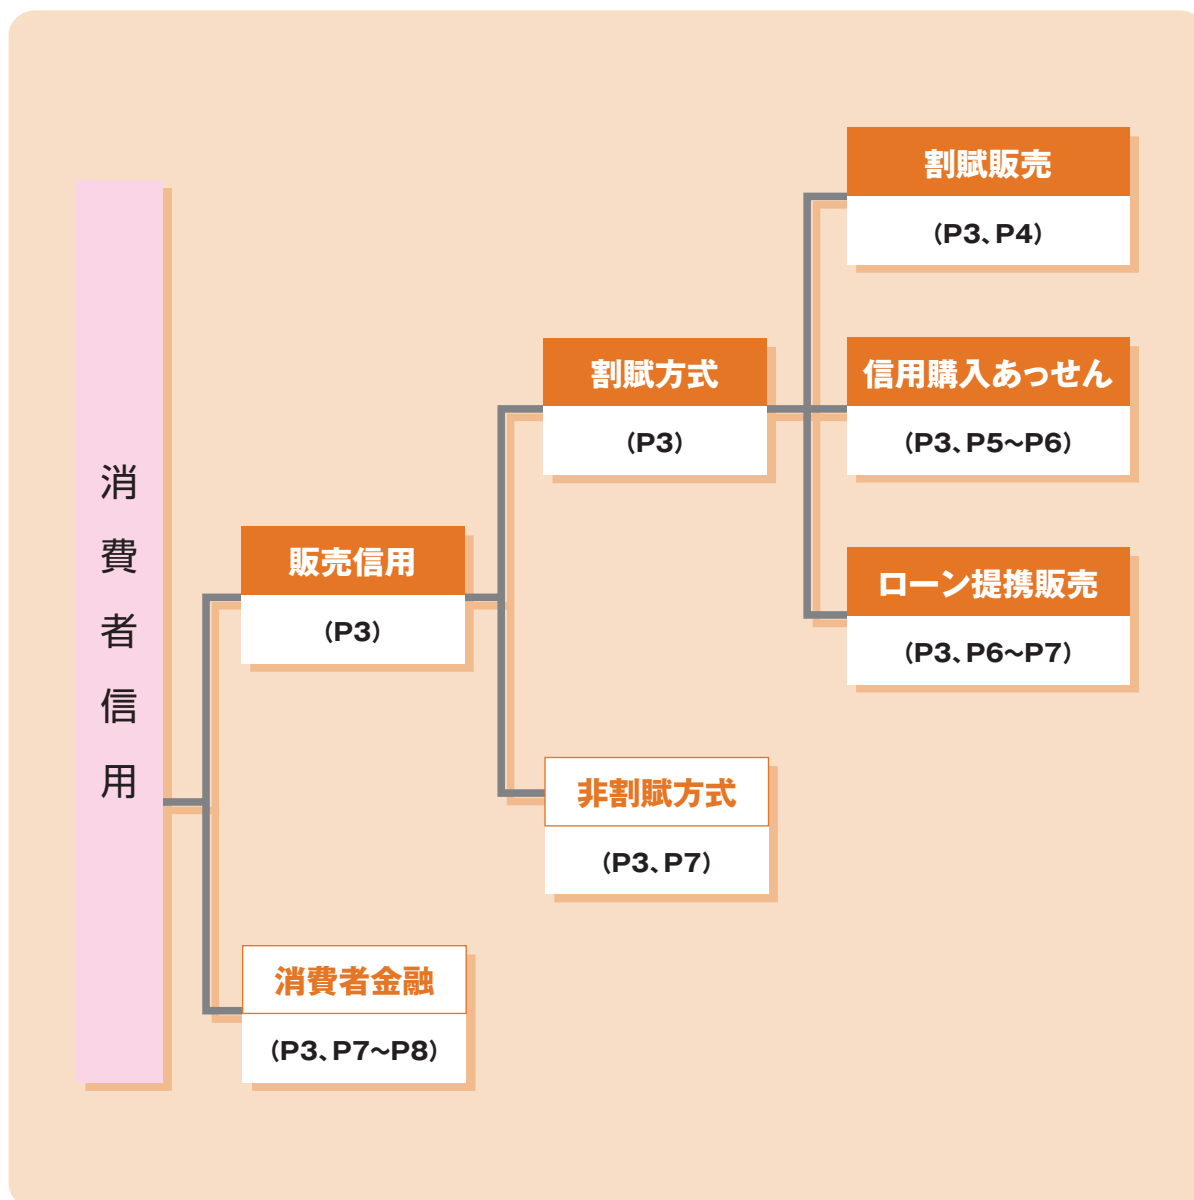 消費者信用
販売信用
(P3)
消費者金融
(P3、P7〜P8)
割賦方式
(P3)
非割賦方式
(P3、P7)
割賦販売
(P3、P4)
信用購入あっせん
(P3、P5〜P6)
ローン提携販売
(P3、P6〜P7)